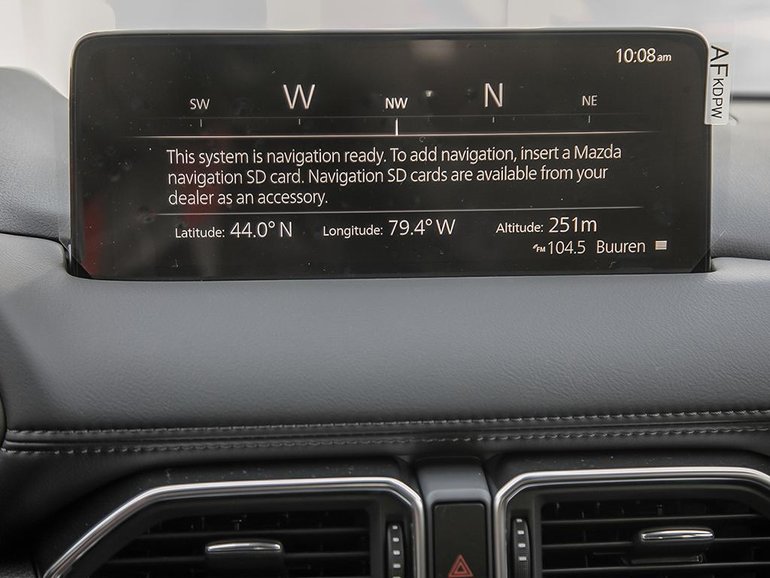 10:08am
SW W NW N NE
This system is navigation ready. To add navigation, insert a Mazda
navigation SD card. Navigation SD cards are available from your
dealer as an accessory.
Latitude: 44.0° N Longitude: 79.4° W Altitude: 251m
FM 104.5 Buuren
AFKDPW